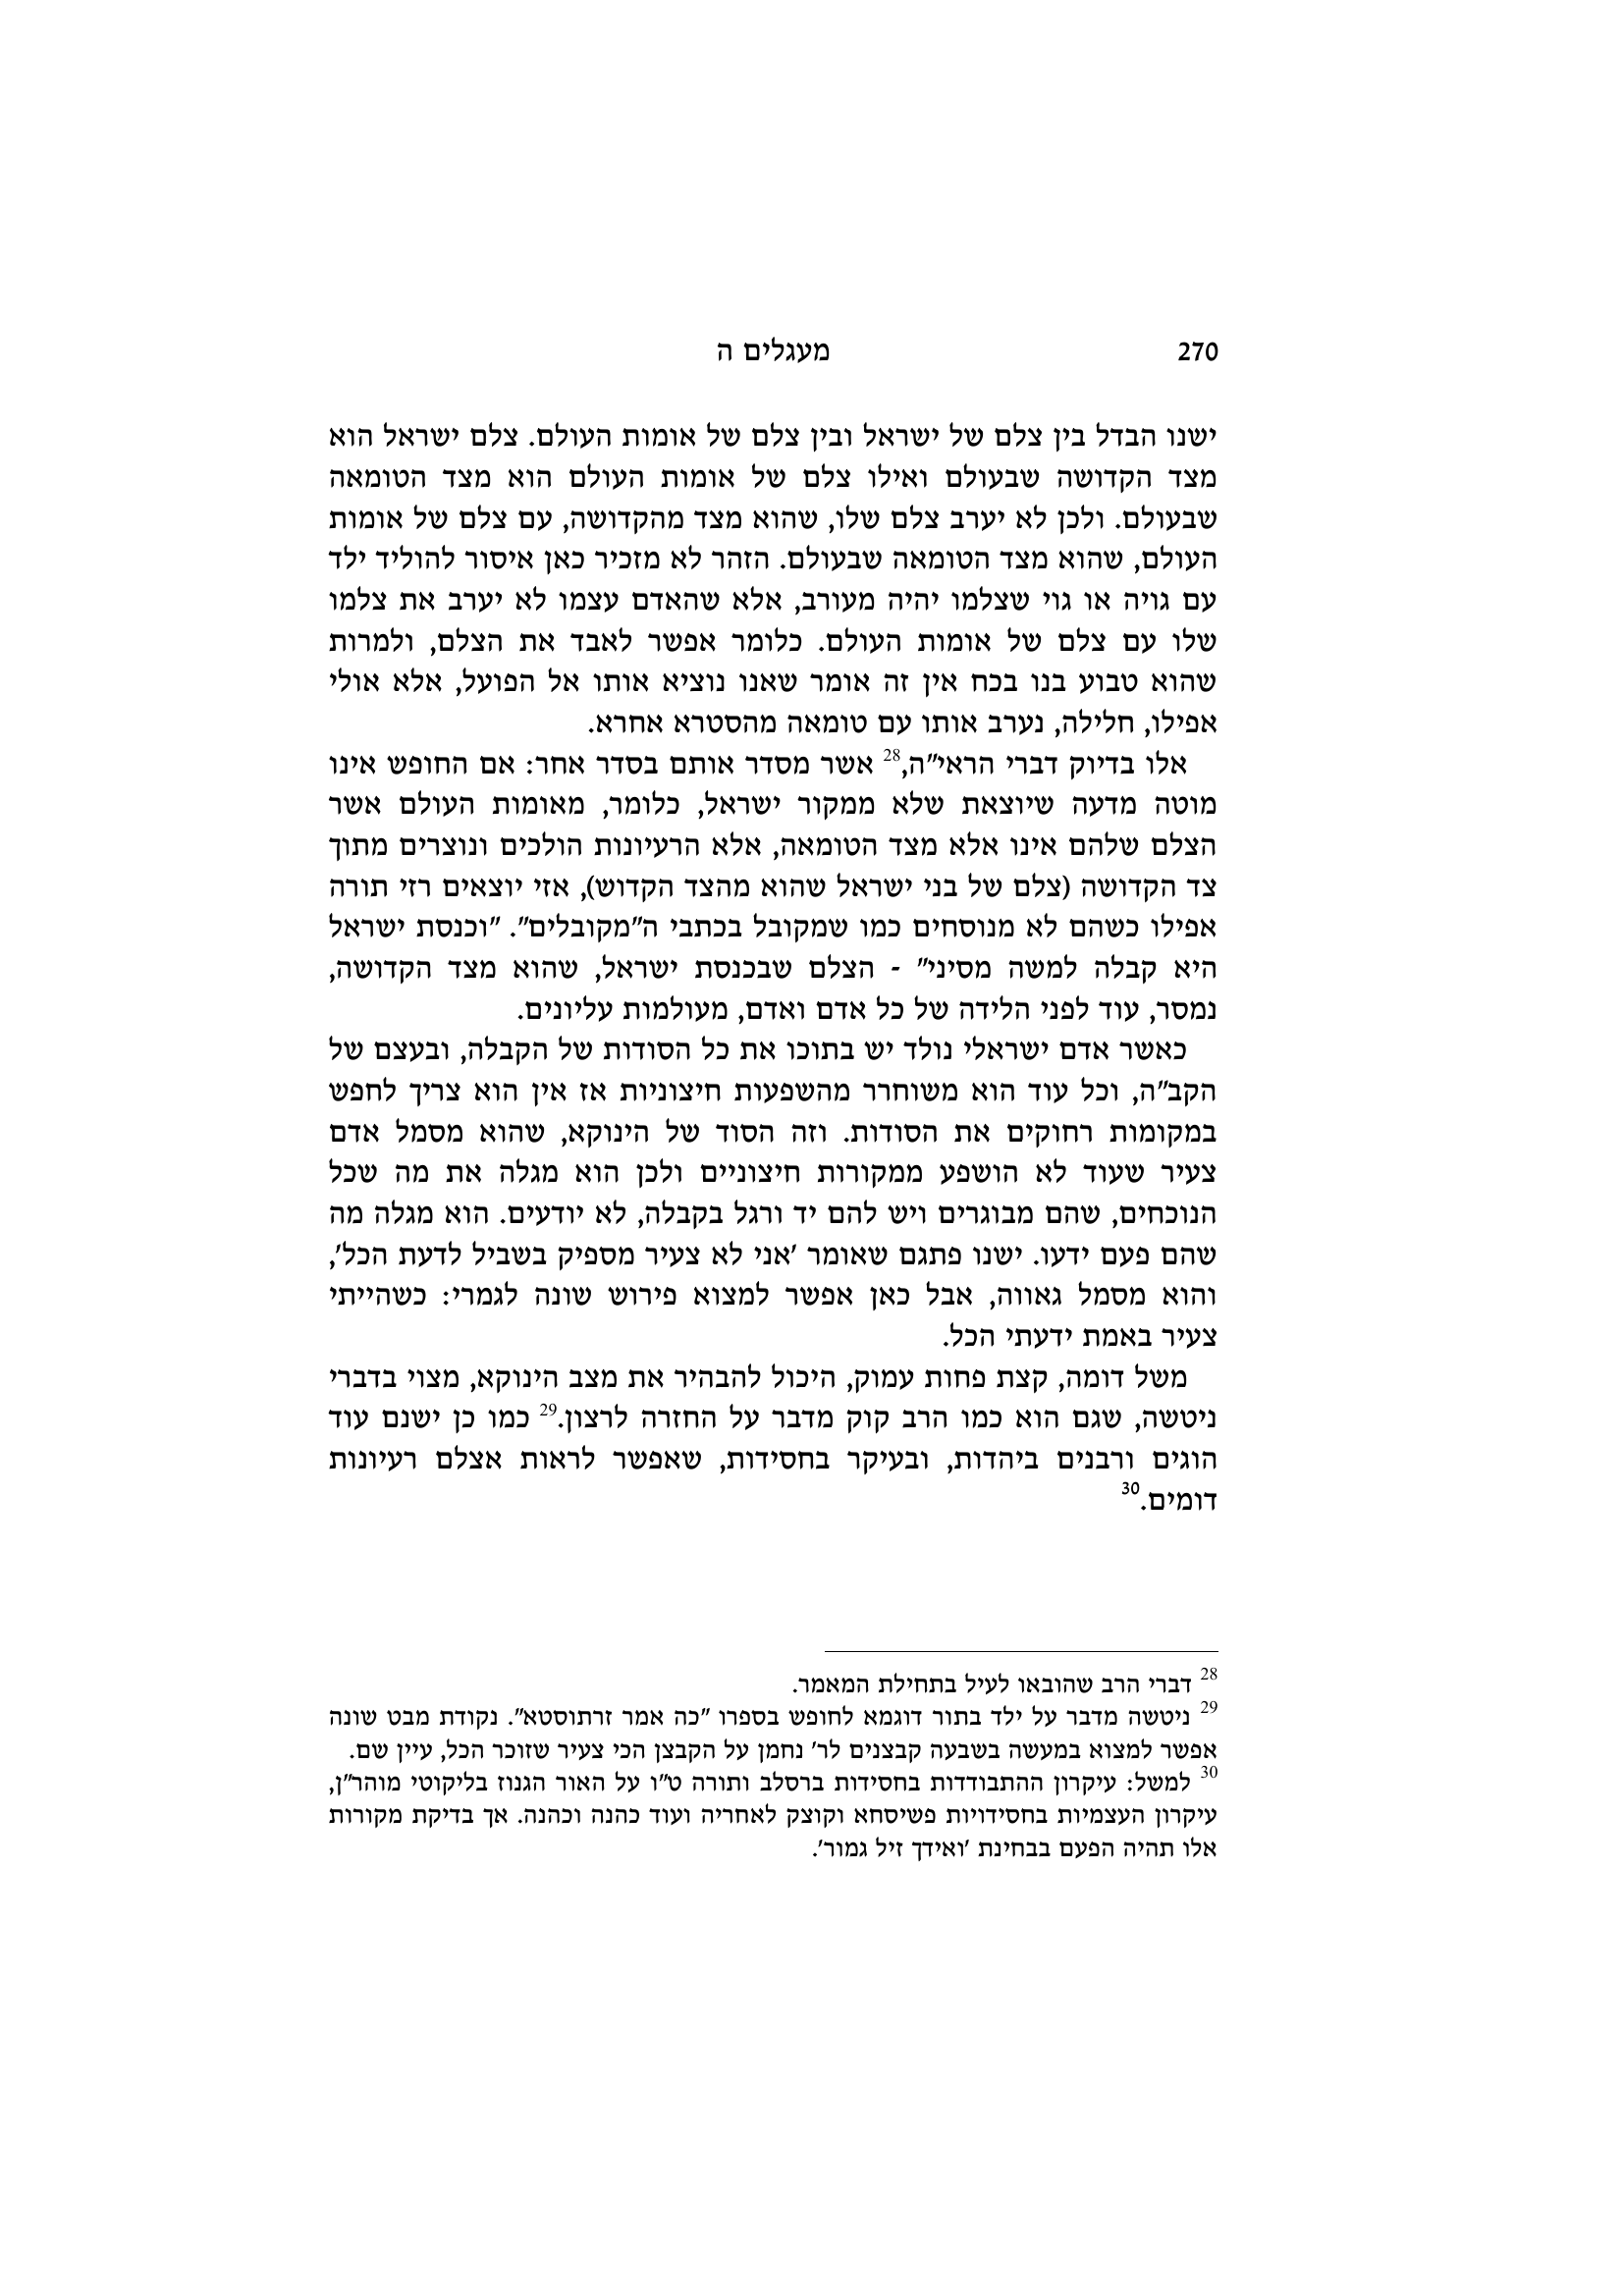 270 מעגלים ה
ישנו הבדל בין צלם של ישראל ובין צלם של אומות העולם. צלם ישראל הוא
מצד הקדושה שבעולם ואילו צלם של אומות העולם הוא מצד הטומאה
שבעולם. ולכן לא יערב צלם שלו, שהוא מצד מהקדושה, עם צלם של אומות
העולם, שהוא מצד הטומאה שבעולם. הזהר לא מזכיר כאן איסור להוליד ילד
עם גויה או גוי שצלמו יהיה מעורב, אלא שהאדם עצמו לא יערב את צלמו
שלו עם צלם של אומות העולם. כלומר אפשר לאבד את הצלם, ולמרות
שהוא טבוע בנו בכח אין זה אומר שאנו נוציא אותו אל הפועל, אלא אולי
אפילו, חלילה, נערב אותו עם טומאה מהסטרא אחרא.
אלו בדיוק דברי הראי"ה,28 אשר מסדר אותם בסדר אחר: אם החופש אינו
מוטה מדעה שיוצאת שלא ממקור ישראל, כלומר, מאומות העולם אשר
הצלם שלהם אינו אלא מצד הטומאה, אלא הרעיונות הולכים ונוצרים מתוך
צד הקדושה (צלם של בני ישראל שהוא מהצד הקדוש), אזי יוצאים רזי תורה
אפילו כשהם לא מנוסחים כמו שמקובל בכתבי ה"מקובלים". "וכנסת ישראל
היא קבלה למשה מסיני" - הצלם שבכנסת ישראל, שהוא מצד הקדושה,
נמסר, עוד לפני הלידה של כל אדם ואדם, מעולמות עליונים.
כאשר אדם ישראלי נולד יש בתוכו את כל הסודות של הקבלה, ובעצם של
הקב"ה, וכל עוד הוא משוחרר מהשפעות חיצוניות אז אין הוא צריך לחפש
במקומות רחוקים את הסודות. וזה הסוד של הינוקא, שהוא מסמל אדם
צעיר שעוד לא הושפע ממקורות חיצוניים ולכן הוא מגלה את מה שכל
הנוכחים, שהם מבוגרים ויש להם יד ורגל בקבלה, לא יודעים. הוא מגלה מה
שהם פעם ידעו. ישנו פתגם שאומר 'אני לא צעיר מספיק בשביל לדעת הכל',
והוא מסמל גאווה, אבל כאן אפשר למצוא פירוש שונה לגמרי: כשהייתי
צעיר באמת ידעתי הכל.
משל דומה, קצת פחות עמוק, היכול להבהיר את מצב הינוקא, מצוי בדברי
ניטשה, שגם הוא כמו הרב קוק מדבר על החזרה לרצון.29 כמו כן ישנם עוד
הוגים ורבנים ביהדות, ובעיקר בחסידות, שאפשר לראות אצלם רעיונות
דומים.30
28 דברי הרב שהובאו לעיל בתחילת המאמר.
29 ניטשה מדבר על ילד בתור דוגמא לחופש בספרו "כה אמר זרתוסטא". נקודת מבט שונה
אפשר למצוא במעשה בשבעה קבצנים לר' נחמן על הקבצן הכי צעיר שזוכר הכל, עיין שם.
30 למשל: עיקרון ההתבודדות בחסידות ברסלב ותורה ט"ו על האור הגנוז בליקוטי מוהר"ן,
עיקרון העצמיות בחסידויות פשיסחא וקוצק לאחריה ועוד כהנה וכהנה. אך בדיקת מקורות
אלו תהיה הפעם בבחינת 'ואידך זיל גמור'.